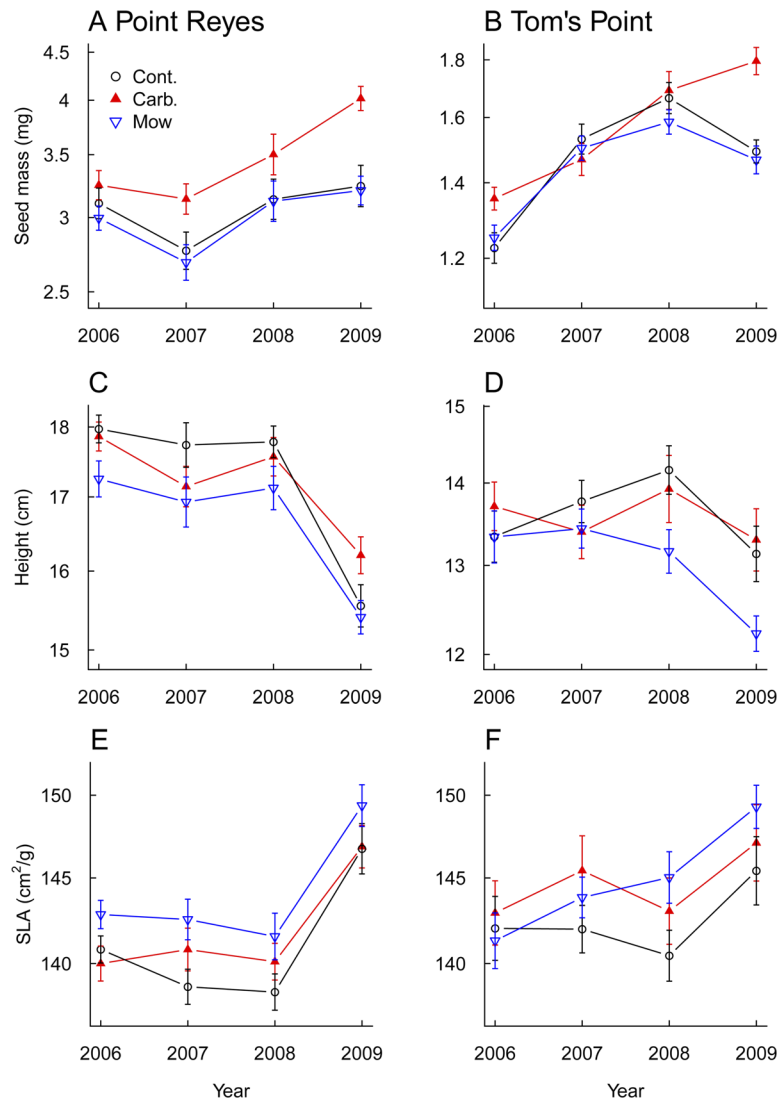 A Point Reyes
B Tom's Point
4.5
4
3.5
3
2.5
Seed mass (mg)
Cont.
Carb.
Mow
2006 2007 2008 2009
1.8
1.6
1.4
1.2
2006 2007 2008 2009
C
18
17
16
15
Height (cm)
2006 2007 2008 2009
D
15
14
13
12
2006 2007 2008 2009
E
150
145
140
SLA (cm²/g)
2006 2007 2008 2009
Year
F
150
145
140
2006 2007 2008 2009
Year